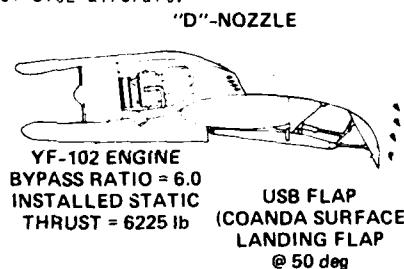 "D"-NOZZLE
YF-102 ENGINE
BYPASS RATIO = 6.0
INSTALLED STATIC
THRUST = 6225 lb
USB FLAP
(COANDA SURFACE
LANDING FLAP
@ 50 deg